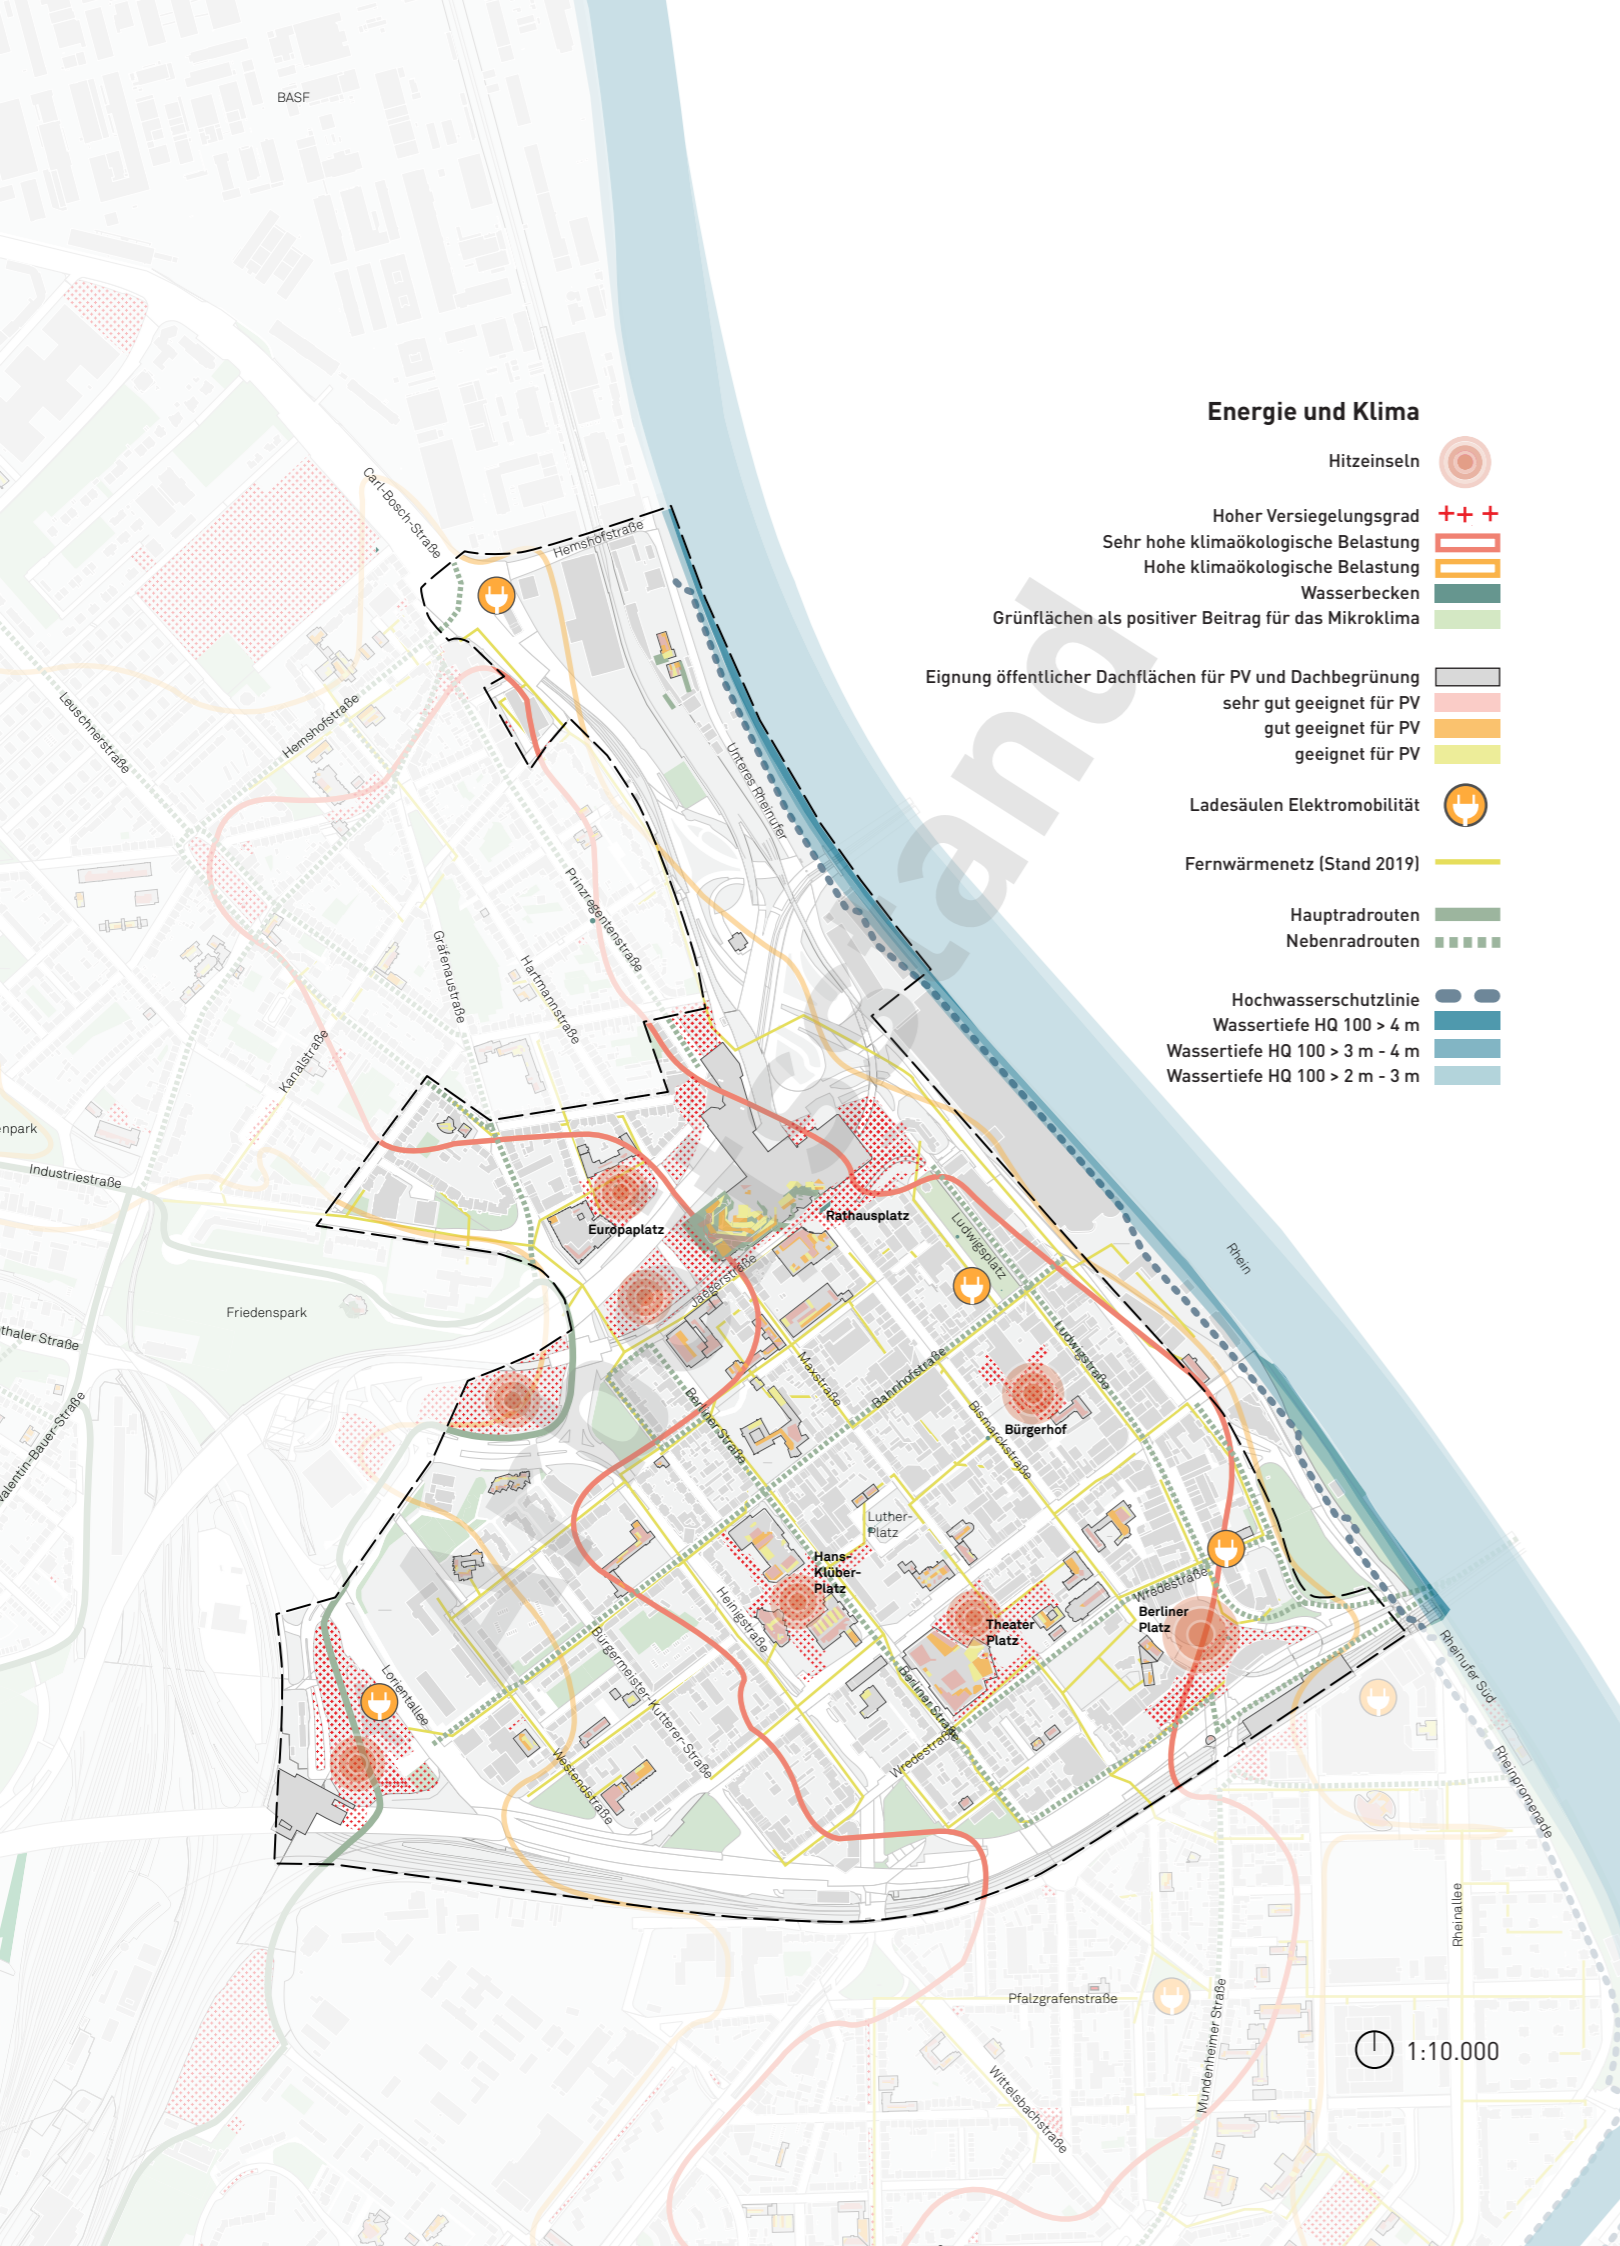 BASF
Energie und Klima
Hitzeinseln
Hoher Versiegelungsgrad
Sehr hohe klimaökologische Belastung
Hohe klimaökologische Belastung
Wasserbecken
Grünflächen als positiver Beitrag für das Mikroklima
Eignung öffentlicher Dachflächen für PV und Dachbegrünung
sehr gut geeignet für PV
gut geeignet für PV
geeignet für PV
Ladesäulen Elektromobilität
Fernwärmenetz (Stand 2019)
Hauptradrouten
Nebenradrouten
Hochwasserschutzlinie
Wassertiefe HQ 100 > 4 m
Wassertiefe HQ 100 > 3 m - 4 m
Wassertiefe HQ 100 > 2 m - 3 m
Carl-Bosch-Straße
Hemshofstraße
Leuschnerstraße
Hemshofstraße
Unteres Rheinufer
Prinzregentenstraße
Gräfenaustraße
Hartmannstraße
Kanalstraße
enpark
Industriestraße
Europaplatz
Rathausplatz
Ludwigsplatz
Rhein
Jaegerstraße
Friedenspark
thaler Straße
Valentin-Bauer-Straße
Maxstraße
Bahnhofstraße
Ludwigstraße
Berliner Straße
Bismarckstraße
Bürgerhof
Luther-
Platz
Hans-
Klüber-
Platz
Heinigstraße
Theater
Platz
Berliner
Platz
Wredestraße
Bürgermeister-Kutterer-Straße
Lorientallee
Berliner Straße
Wredestraße
Westendstraße
Rheinufer Süd
Rheinpromenade
Rheinallee
Pfalzgrafenstraße
Mundenheimer Straße
Wittelsbachstraße
1:10.000